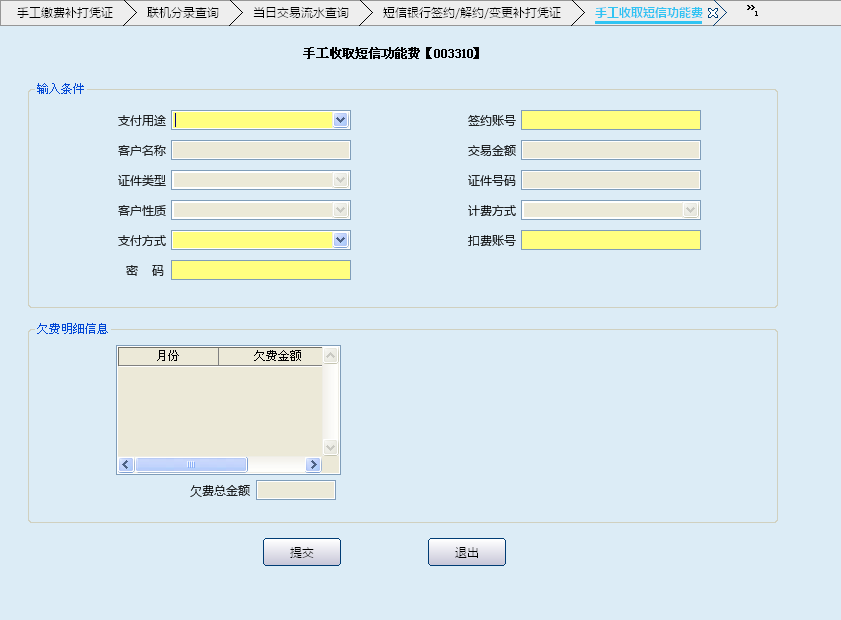 手工缴费补打凭证 联机分录查询 当日交易流水查询 短信银行签约/解约/变更补打凭证 手工收取短信功能费 »1
手工收取短信功能费【003310】
输入条件
支付用途 签约账号
客户名称 交易金额
证件类型 证件号码
客户性质 计费方式
支付方式 扣费账号
密 码
欠费明细信息
月份 欠费金额
欠费总金额
提交 退出